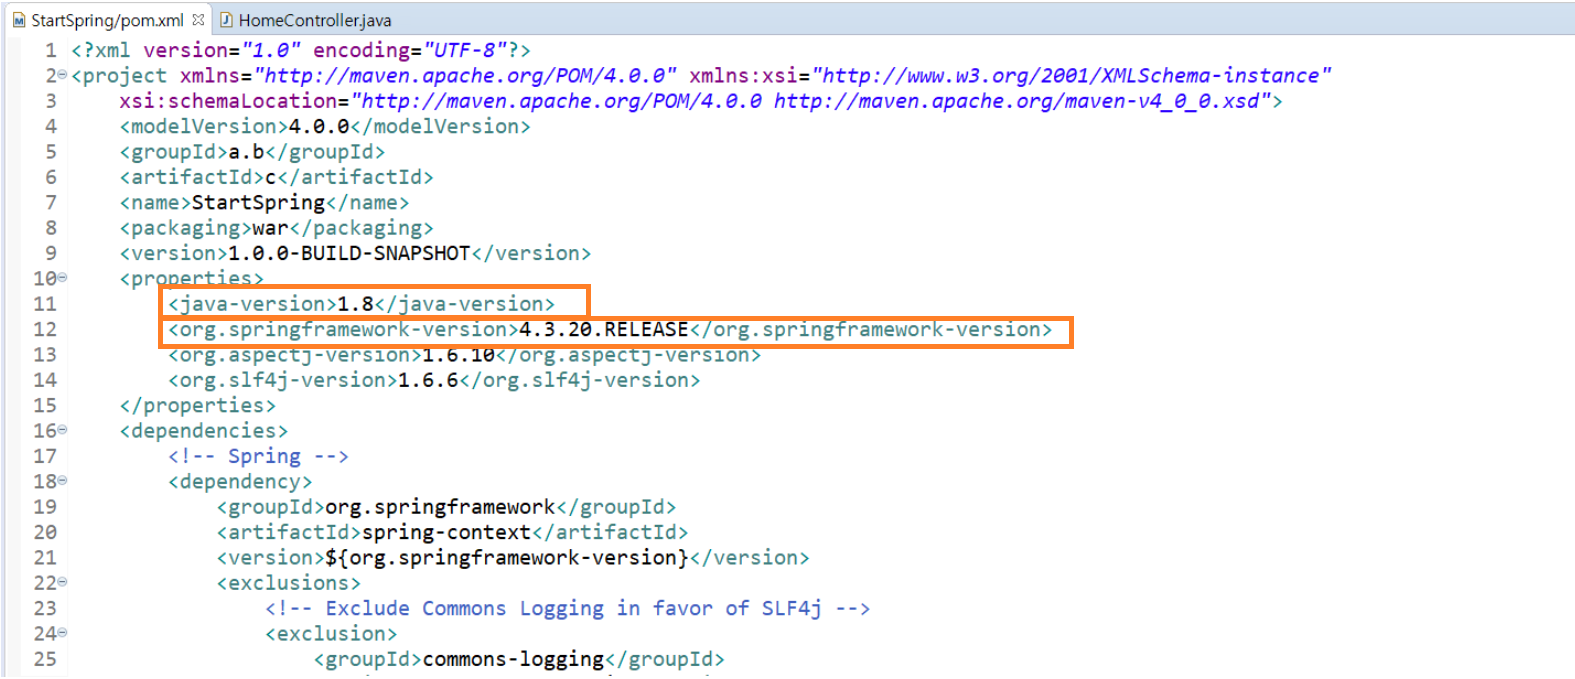 StartSpring/pom.xml HomeController.java
1 <?xml version="1.0" encoding="UTF-8"?>
2 <project xmlns="http://maven.apache.org/POM/4.0.0" xmlns:xsi="http://www.w3.org/2001/XMLSchema-instance"
3 xsi:schemaLocation="http://maven.apache.org/POM/4.0.0 http://maven.apache.org/maven-v4_0_0.xsd">
4 <modelVersion>4.0.0</modelVersion>
5 <groupId>a.b</groupId>
6 <artifactId>c</artifactId>
7 <name>StartSpring</name>
8 <packaging>war</packaging>
9 <version>1.0.0-BUILD-SNAPSHOT</version>
10 <properties>
11 <java-version>1.8</java-version>
12 <org.springframework-version>4.3.20.RELEASE</org.springframework-version>
13 <org.aspectj-version>1.6.10</org.aspectj-version>
14 <org.slf4j-version>1.6.6</org.slf4j-version>
15 </properties>
16 <dependencies>
17 <!-- Spring -->
18 <dependency>
19 <groupId>org.springframework</groupId>
20 <artifactId>spring-context</artifactId>
21 <version>${org.springframework-version}</version>
22 <exclusions>
23 <!-- Exclude Commons Logging in favor of SLF4j -->
24 <exclusion>
25 <groupId>commons-logging</groupId>